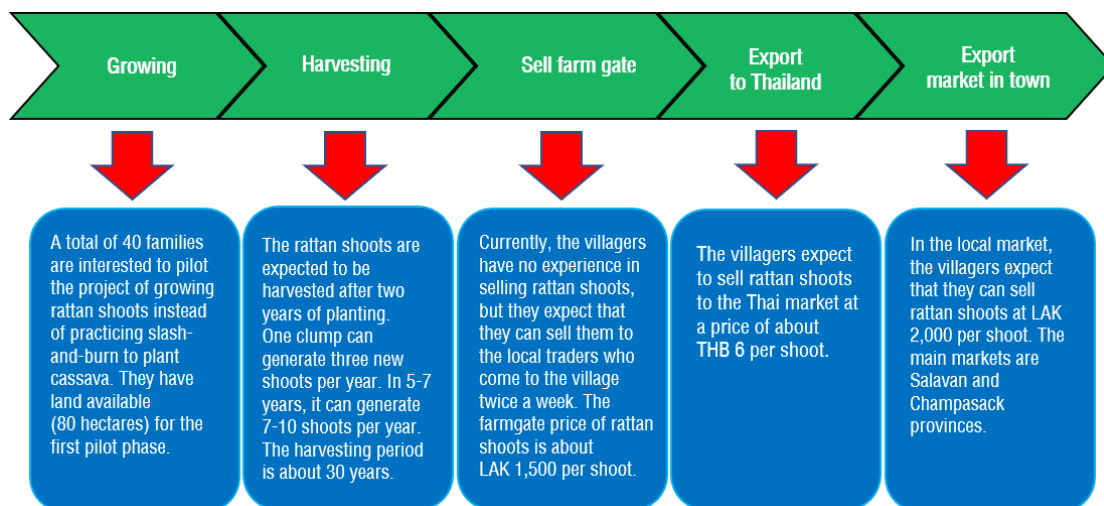 Growing
Harvesting
Sell farm gate
Export
to Thailand
Export
market in town
A total of 40 families
are interested to pilot
the project of growing
rattan shoots instead
of practicing slash-
and-burn to plant
cassava. They have
land available
(80 hectares) for the
first pilot phase.
The rattan shoots are
expected to be
harvested after two
years of planting.
One clump can
generate three new
shoots per year. In 5-7
years, it can generate
7-10 shoots per year.
The harvesting period
is about 30 years.
Currently, the villagers
have no experience in
selling rattan shoots,
but they expect that
they can sell them to
the local traders who
come to the village
twice a week. The
farmgate price of rattan
shoots is about
LAK 1,500 per shoot.
The villagers expect
to sell rattan shoots
to the Thai market at
a price of about
THB 6 per shoot.
In the local market,
the villagers expect
that they can sell
rattan shoots at LAK
2,000 per shoot. The
main markets are
Salavan and
Champasack
provinces.